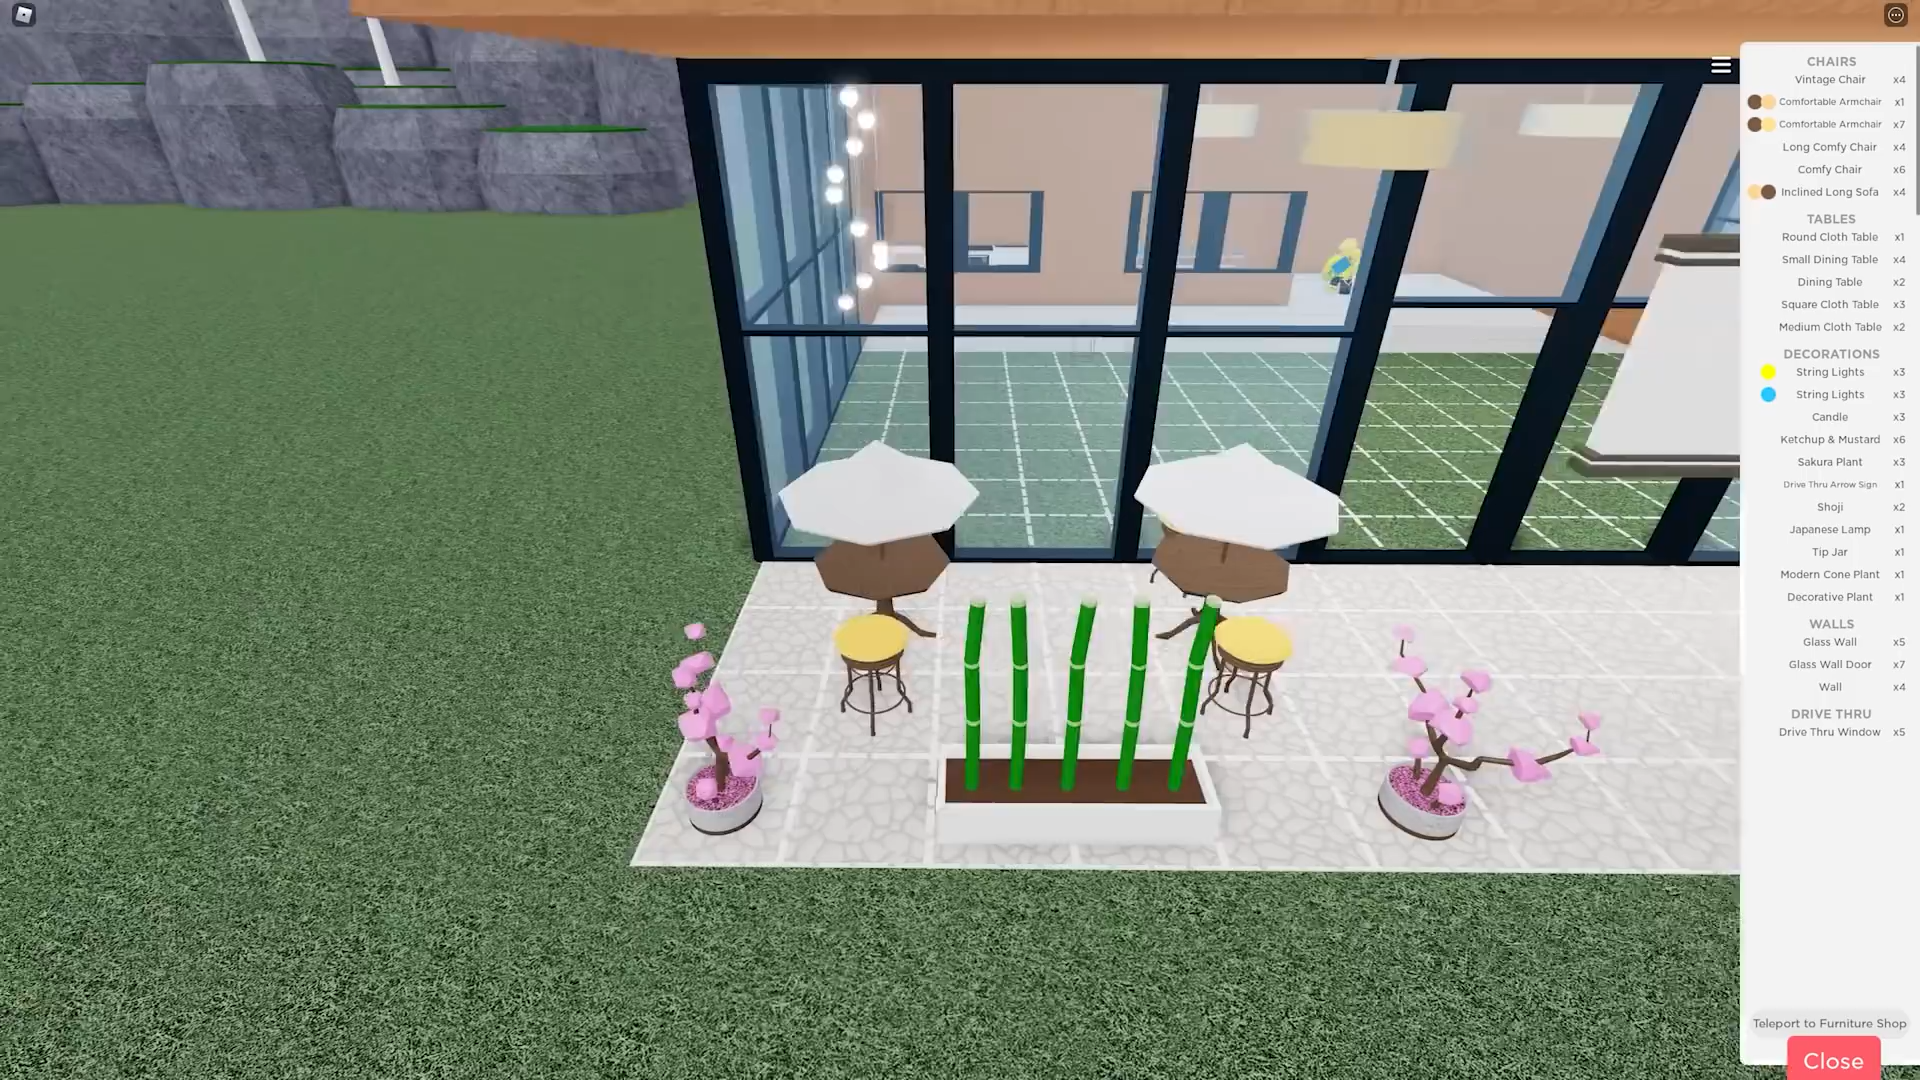 CHAIRS
Vintage Chair x4
Comfortable Armchair x1
Comfortable Armchair x7
Long Comfy Chair x4
Comfy Chair x6
Inclined Long Sofa x4
TABLES
Round Cloth Table x1
Small Dining Table x4
Dining Table x2
Square Cloth Table x3
Medium Cloth Table x2
DECORATIONS
String Lights x3
String Lights x3
Candle x3
Ketchup & Mustard x6
Sakura Plant x3
Drive Thru Arrow Sign x1
Shoji x2
Japanese Lamp x1
Tip Jar x1
Modern Cone Plant x1
Decorative Plant x1
WALLS
Glass Wall x5
Glass Wall Door x7
Wall x4
DRIVE THRU
Drive Thru Window x5
Teleport to Furniture Shop
Close